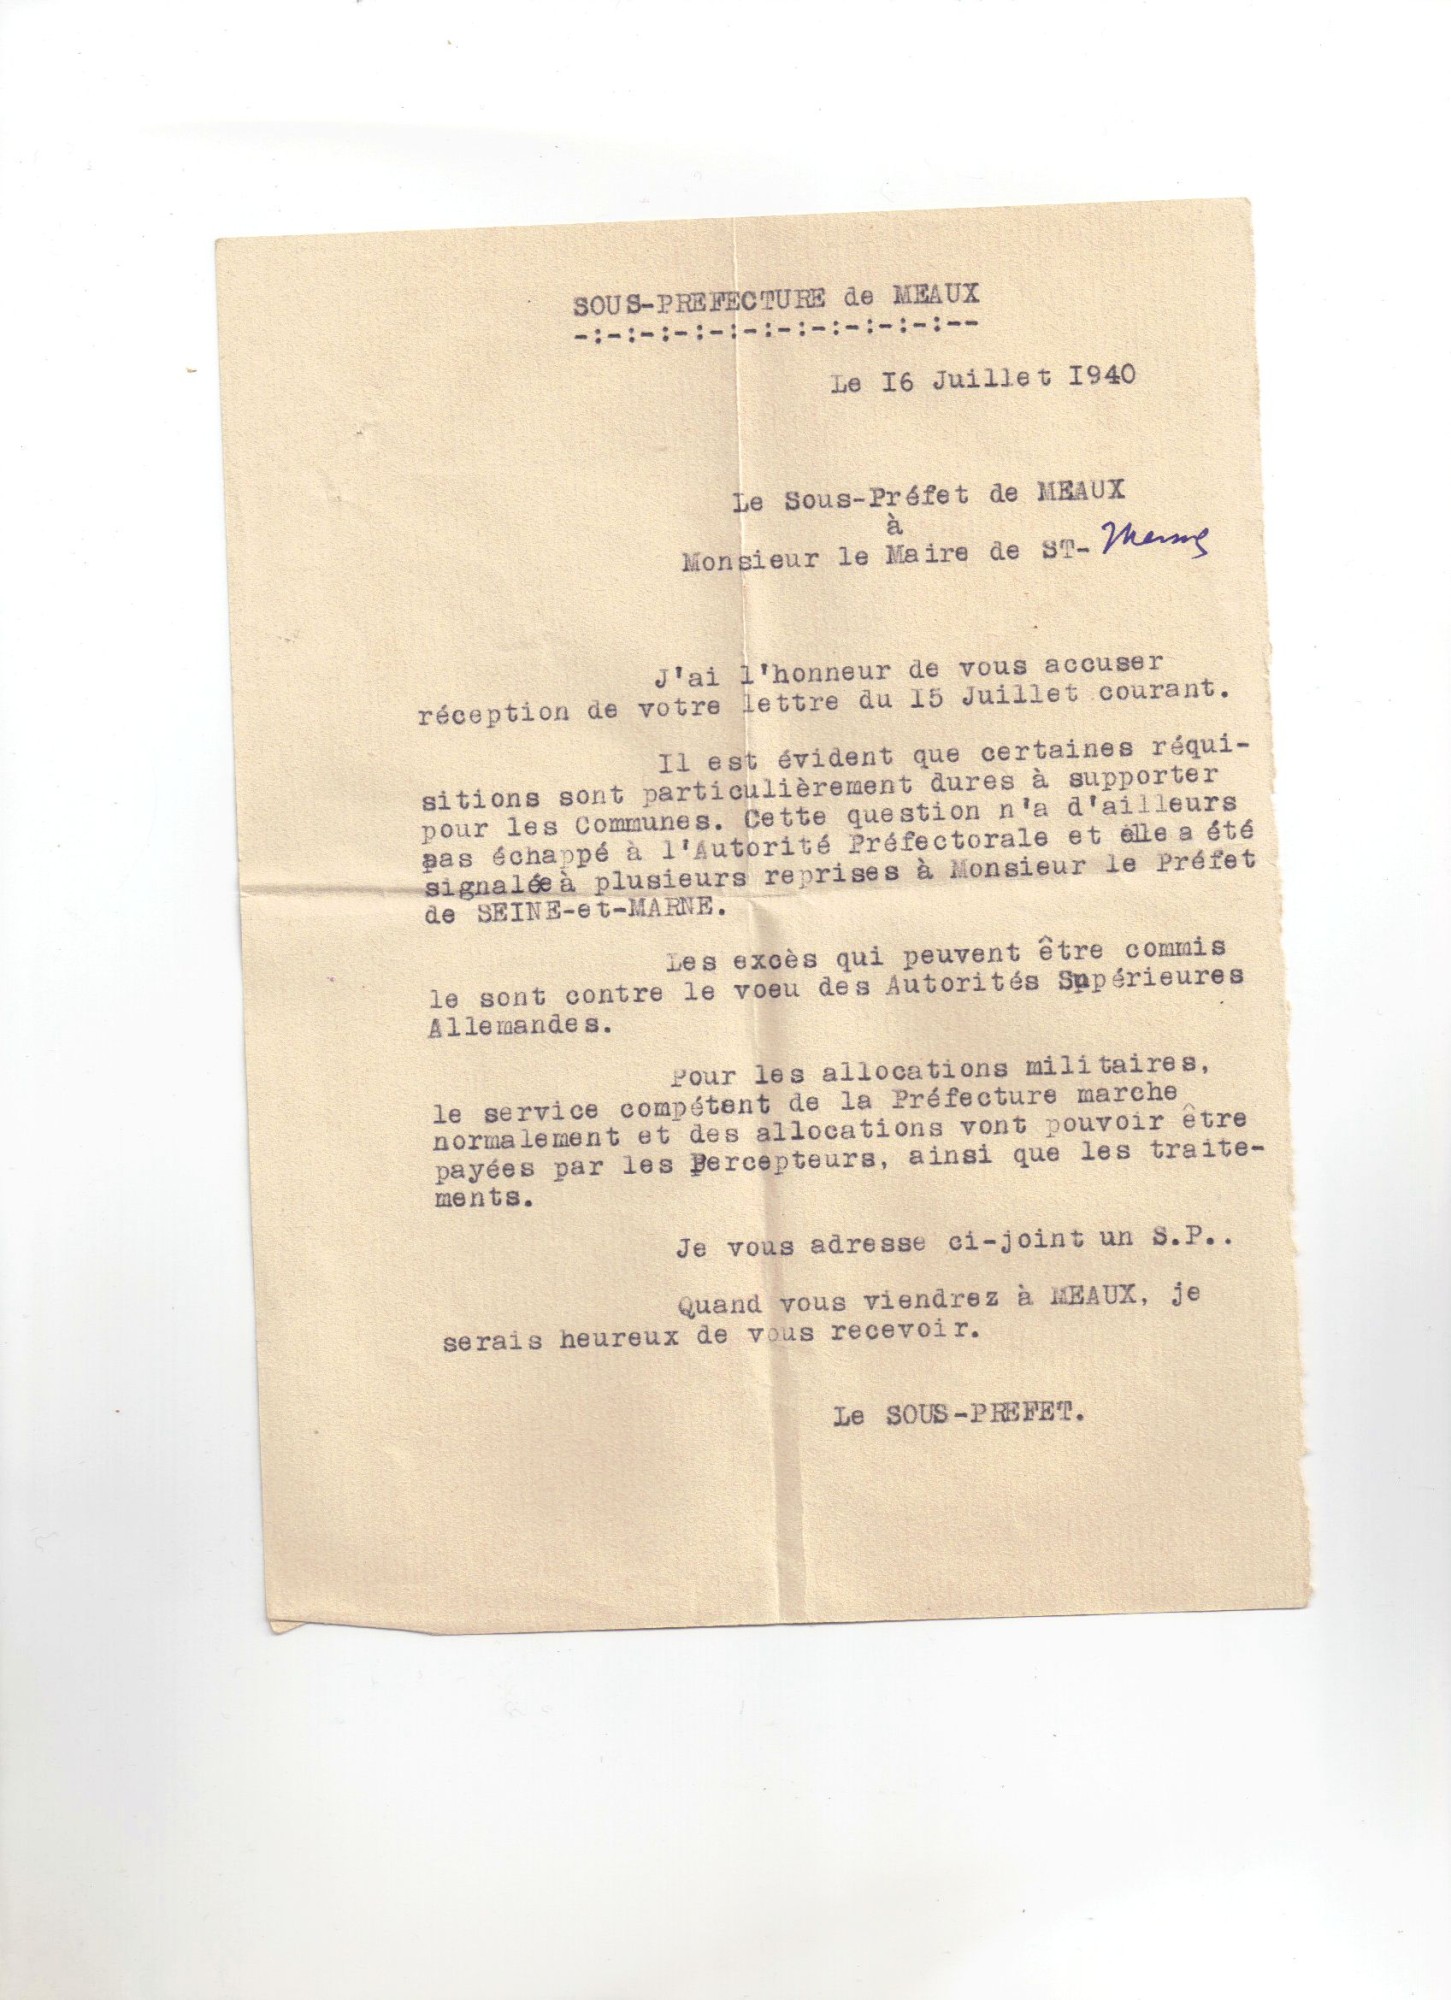 SOUS-PREFECTURE de MEAUX
-:-:-:-:-:-:-:-:-:-:-:--
Le I6 Juillet I940
Le Sous-Préfet de MEAUX
à
Monsieur le Maire de ST- Mesmes
J'ai l'honneur de vous accuser
réception de votre lettre du I5 Juillet courant.
Il est évident que certaines réqui-
sitions sont particulièrement dures à supporter
pour les Communes. Cette question n'a d'ailleurs
pas échappé à l'Autorité Préfectorale et elle a été
signalée à plusieurs reprises à Monsieur le Préfet
de SEINE-et-MARNE.
Les excès qui peuvent être commis
le sont contre le voeu des Autorités Supérieures
Allemandes.
Pour les allocations militaires,
le service compétent de la Préfecture marche
normalement et des allocations vont pouvoir être
payées par les Percepteurs, ainsi que les traite-
ments.
Je vous adresse ci-joint un S.P..
Quand vous viendrez à MEAUX, je
serais heureux de vous recevoir.
Le SOUS-PREFET.